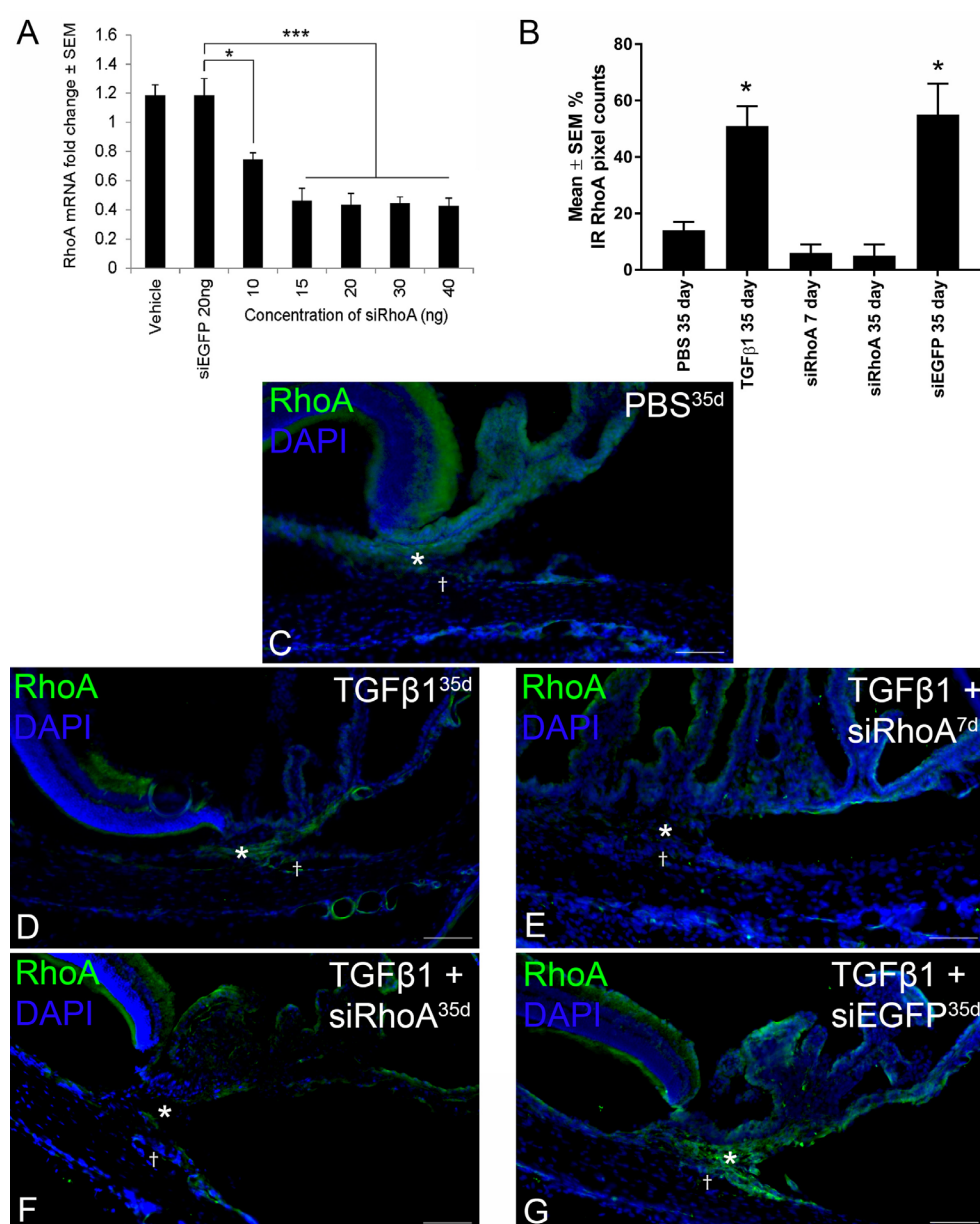 A
RhoA mRNA fold change ± SEM
1.6
1.4
1.2
1
0.8
0.6
0.4
0.2
0
***
*
Vehicle
siEGFP 20ng
10
15
20
30
40
Concentration of siRhoA (ng)
B
Mean ± SEM %
IR RhoA pixel counts
80
60
40
20
0
*
*
PBS 35 day
TGFβ1 35 day
siRhoA 7 day
siRhoA 35 day
siEGFP 35 day
RhoA
DAPI
PBS35d
*
†
C
RhoA
DAPI
TGFβ135d
*
†
D
RhoA
DAPI
TGFβ1 +
siRhoA7d
*
†
E
RhoA
DAPI
TGFβ1 +
siRhoA35d
*
†
F
RhoA
DAPI
TGFβ1 +
siEGFP35d
*
†
G